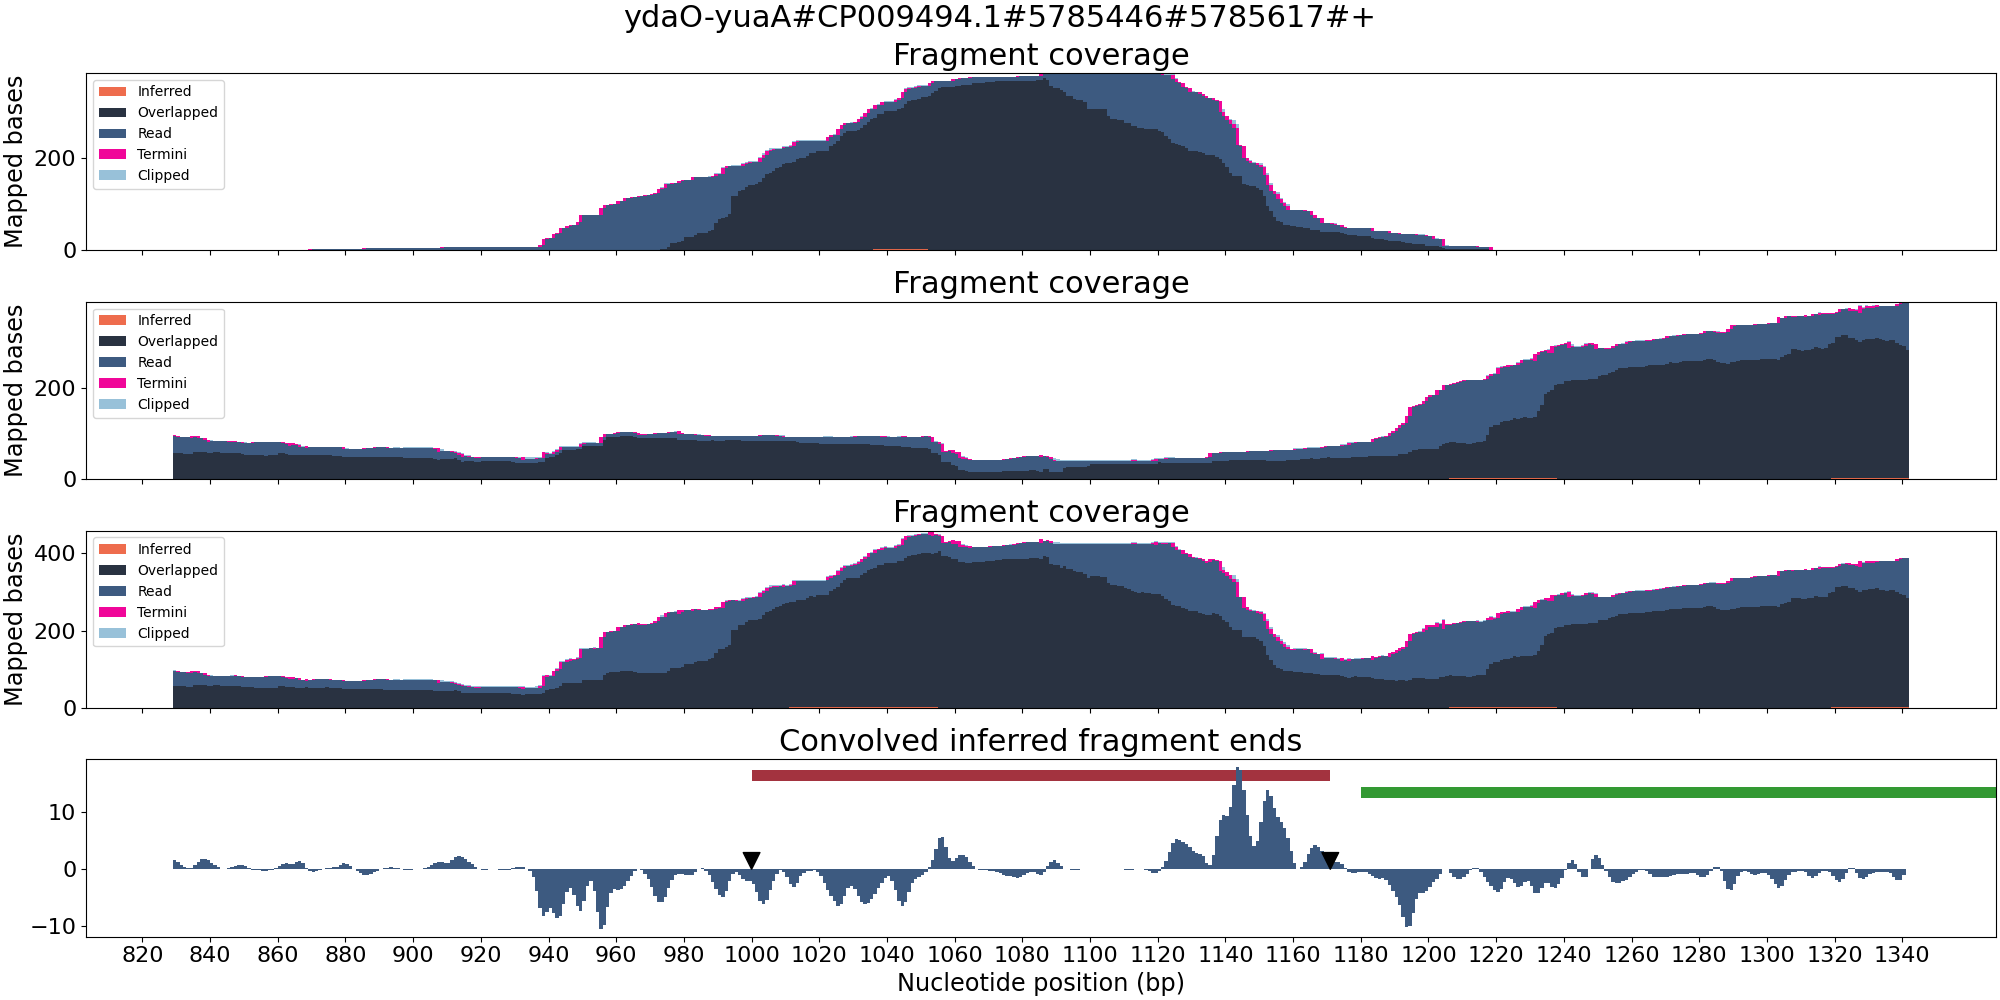 ydaO-yuaA#CP009494.1#5785446#5785617#+
Fragment coverage
Mapped bases
200
0
Inferred
Overlapped
Read
Termini
Clipped
Fragment coverage
Mapped bases
200
0
Inferred
Overlapped
Read
Termini
Clipped
Fragment coverage
Mapped bases
400
200
0
Inferred
Overlapped
Read
Termini
Clipped
Convolved inferred fragment ends
10
0
−10
820 840 860 880 900 920 940 960 980 1000 1020 1040 1060 1080 1100 1120 1140 1160 1180 1200 1220 1240 1260 1280 1300 1320 1340
Nucleotide position (bp)